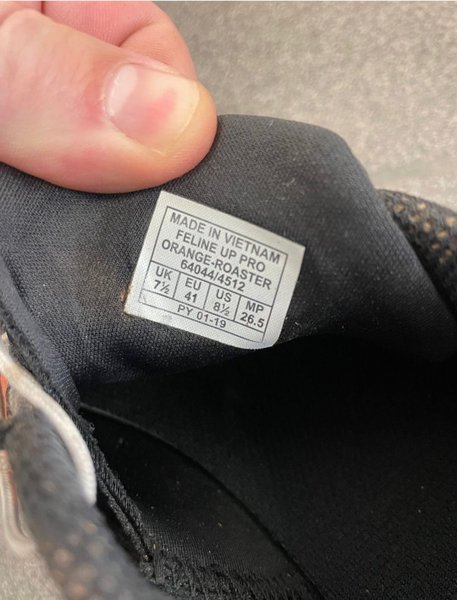 MADE IN VIETNAM
FELINE UP PRO
ORANGE-ROASTER
64044/4512
UK EU US MP
7½ 41 8½ 26.5
PY 01-19